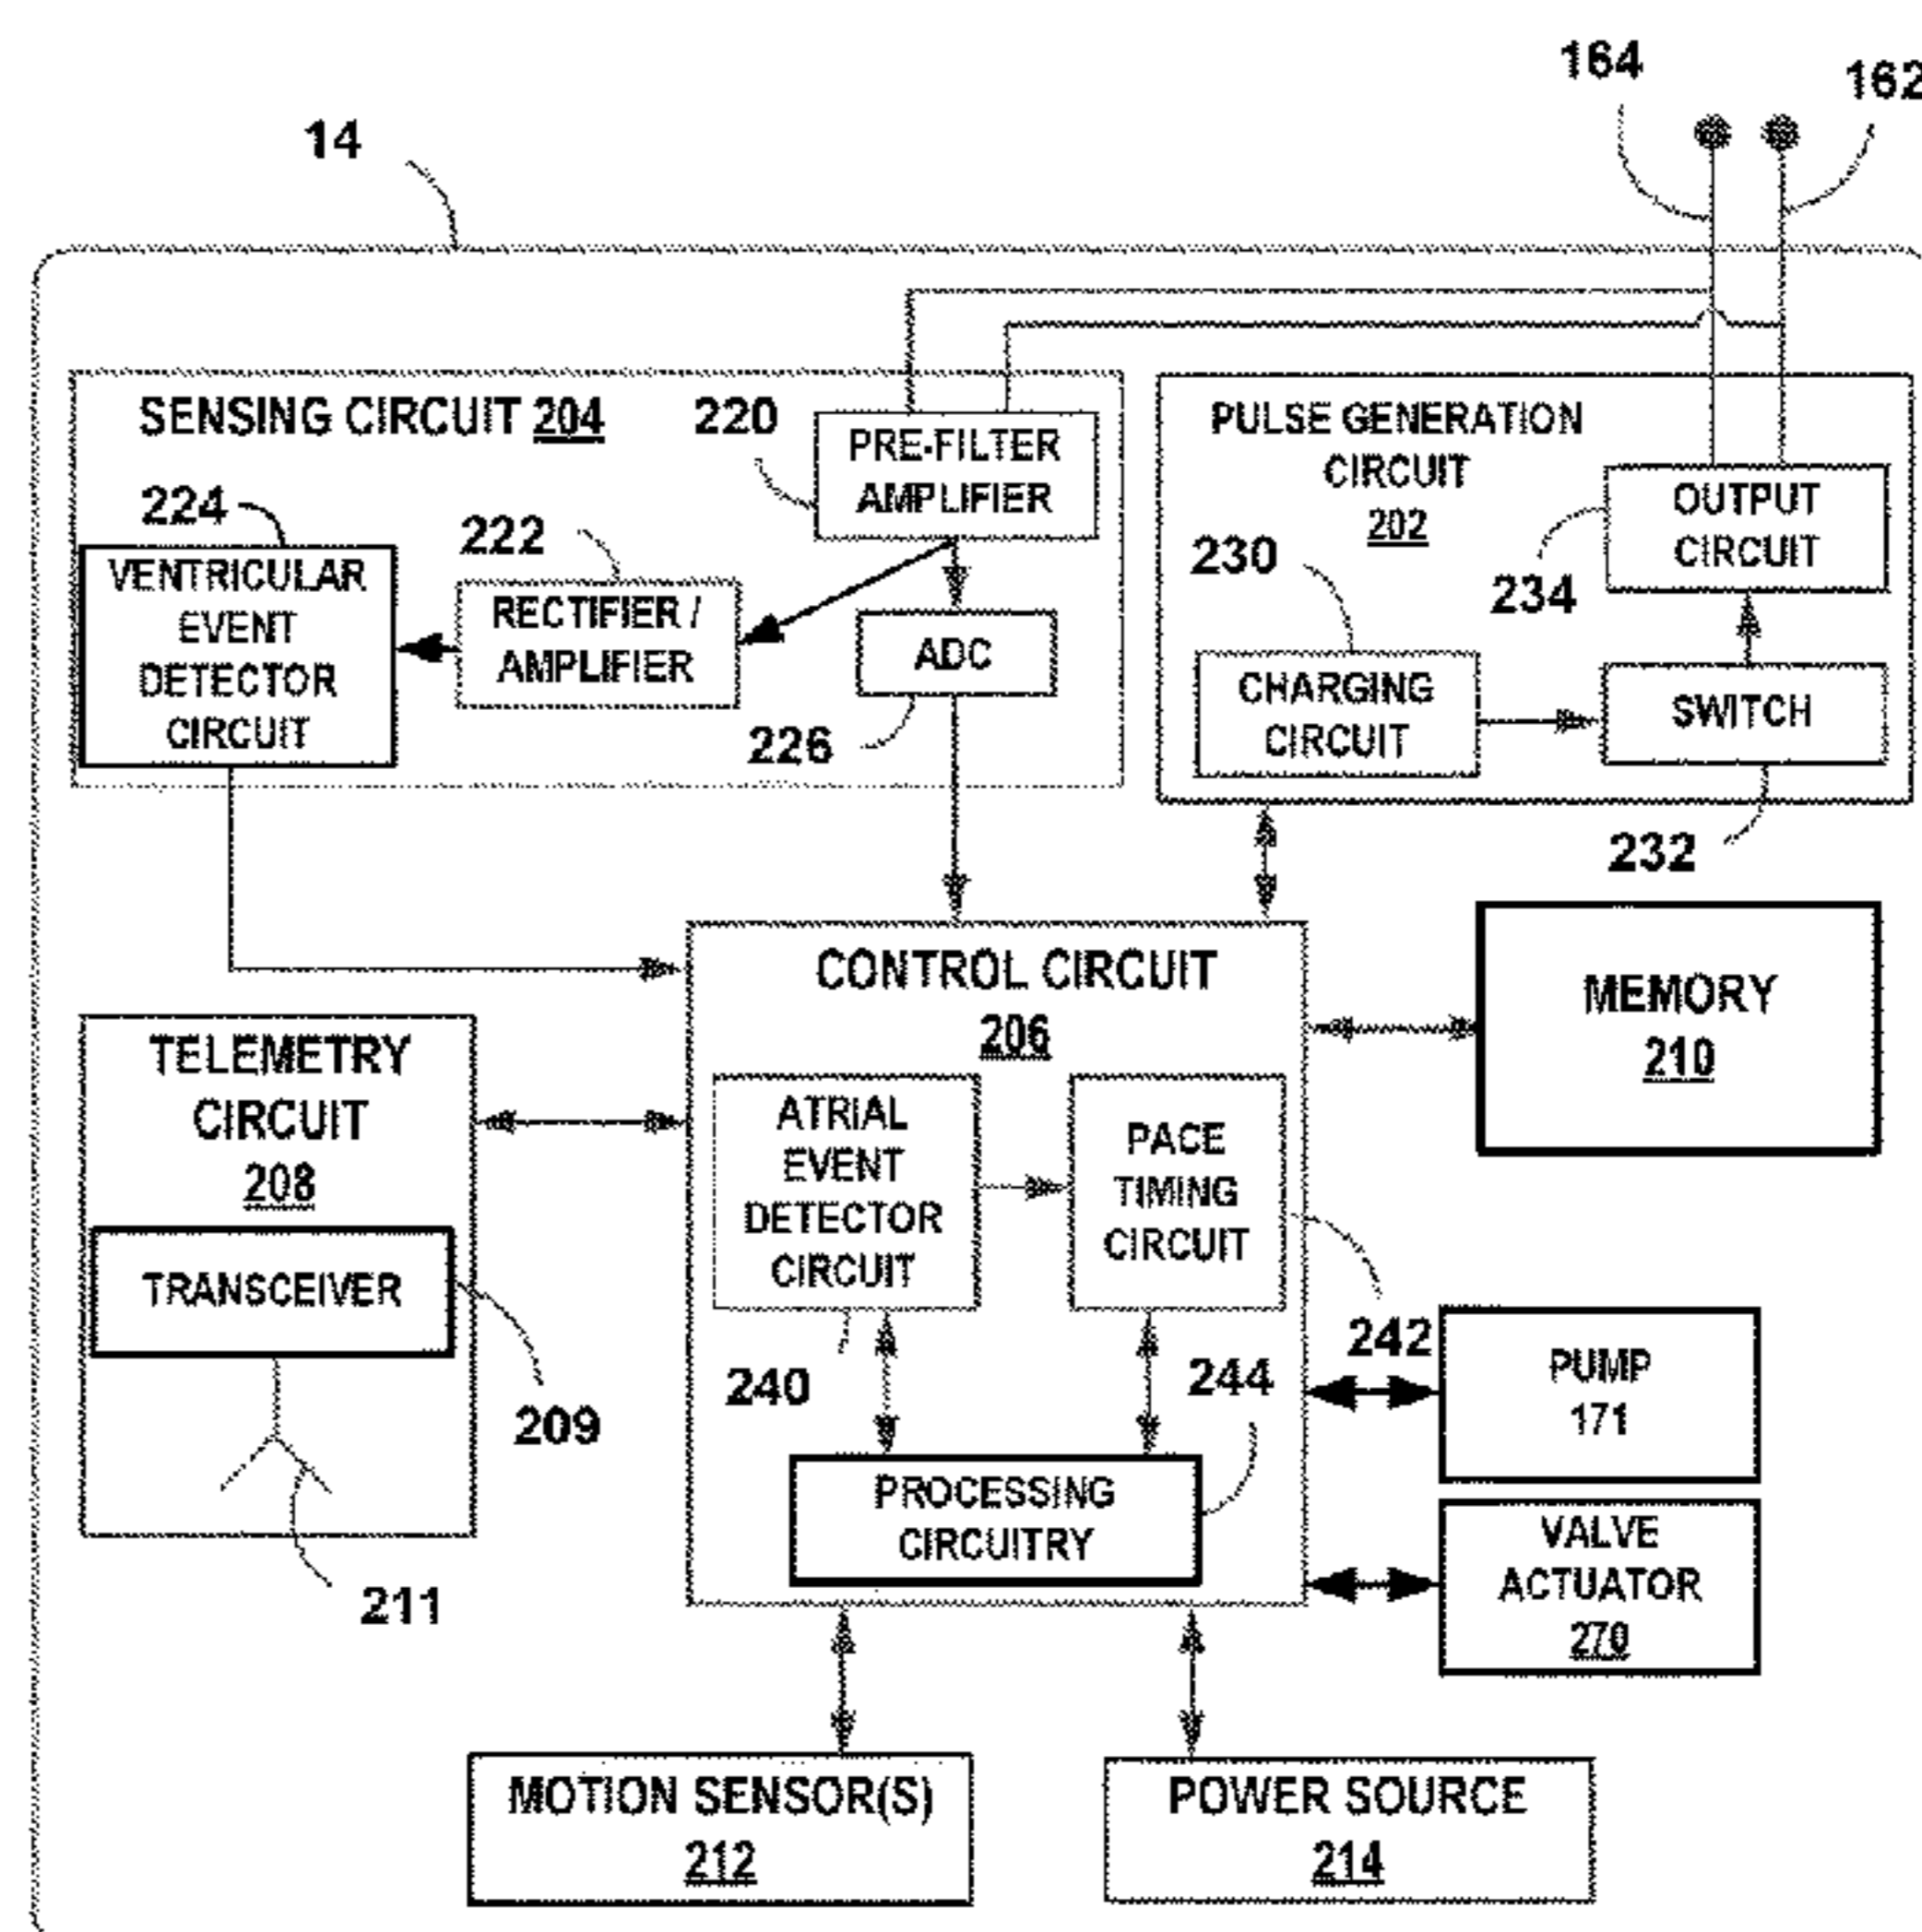 164
162
14
SENSING CIRCUIT 204
220
PRE-FILTER
AMPLIFIER
224
222
VENTRICULAR
EVENT
DETECTOR
CIRCUIT
RECTIFIER /
AMPLIFIER
ADC
226
PULSE GENERATION
CIRCUIT
202
OUTPUT
CIRCUIT
230
234
CHARGING
CIRCUIT
SWITCH
232
CONTROL CIRCUIT
206
MEMORY
210
TELEMETRY
CIRCUIT
208
TRANSCEIVER
209
211
ATRIAL
EVENT
DETECTOR
CIRCUIT
PACE
TIMING
CIRCUIT
240
242
244
PROCESSING
CIRCUITRY
PUMP
171
VALVE
ACTUATOR
270
MOTION SENSOR(S)
212
POWER SOURCE
214